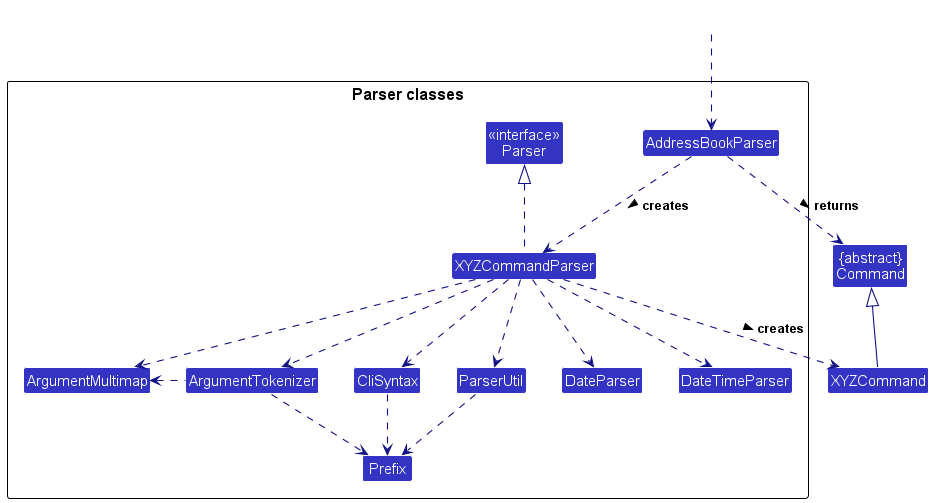 Parser classes
«interface»
Parser
AddressBookParser
creates
returns
{abstract}
Command
XYZCommandParser
creates
ArgumentMultimap
ArgumentTokenizer
CliSyntax
ParserUtil
DateParser
DateTimeParser
XYZCommand
Prefix